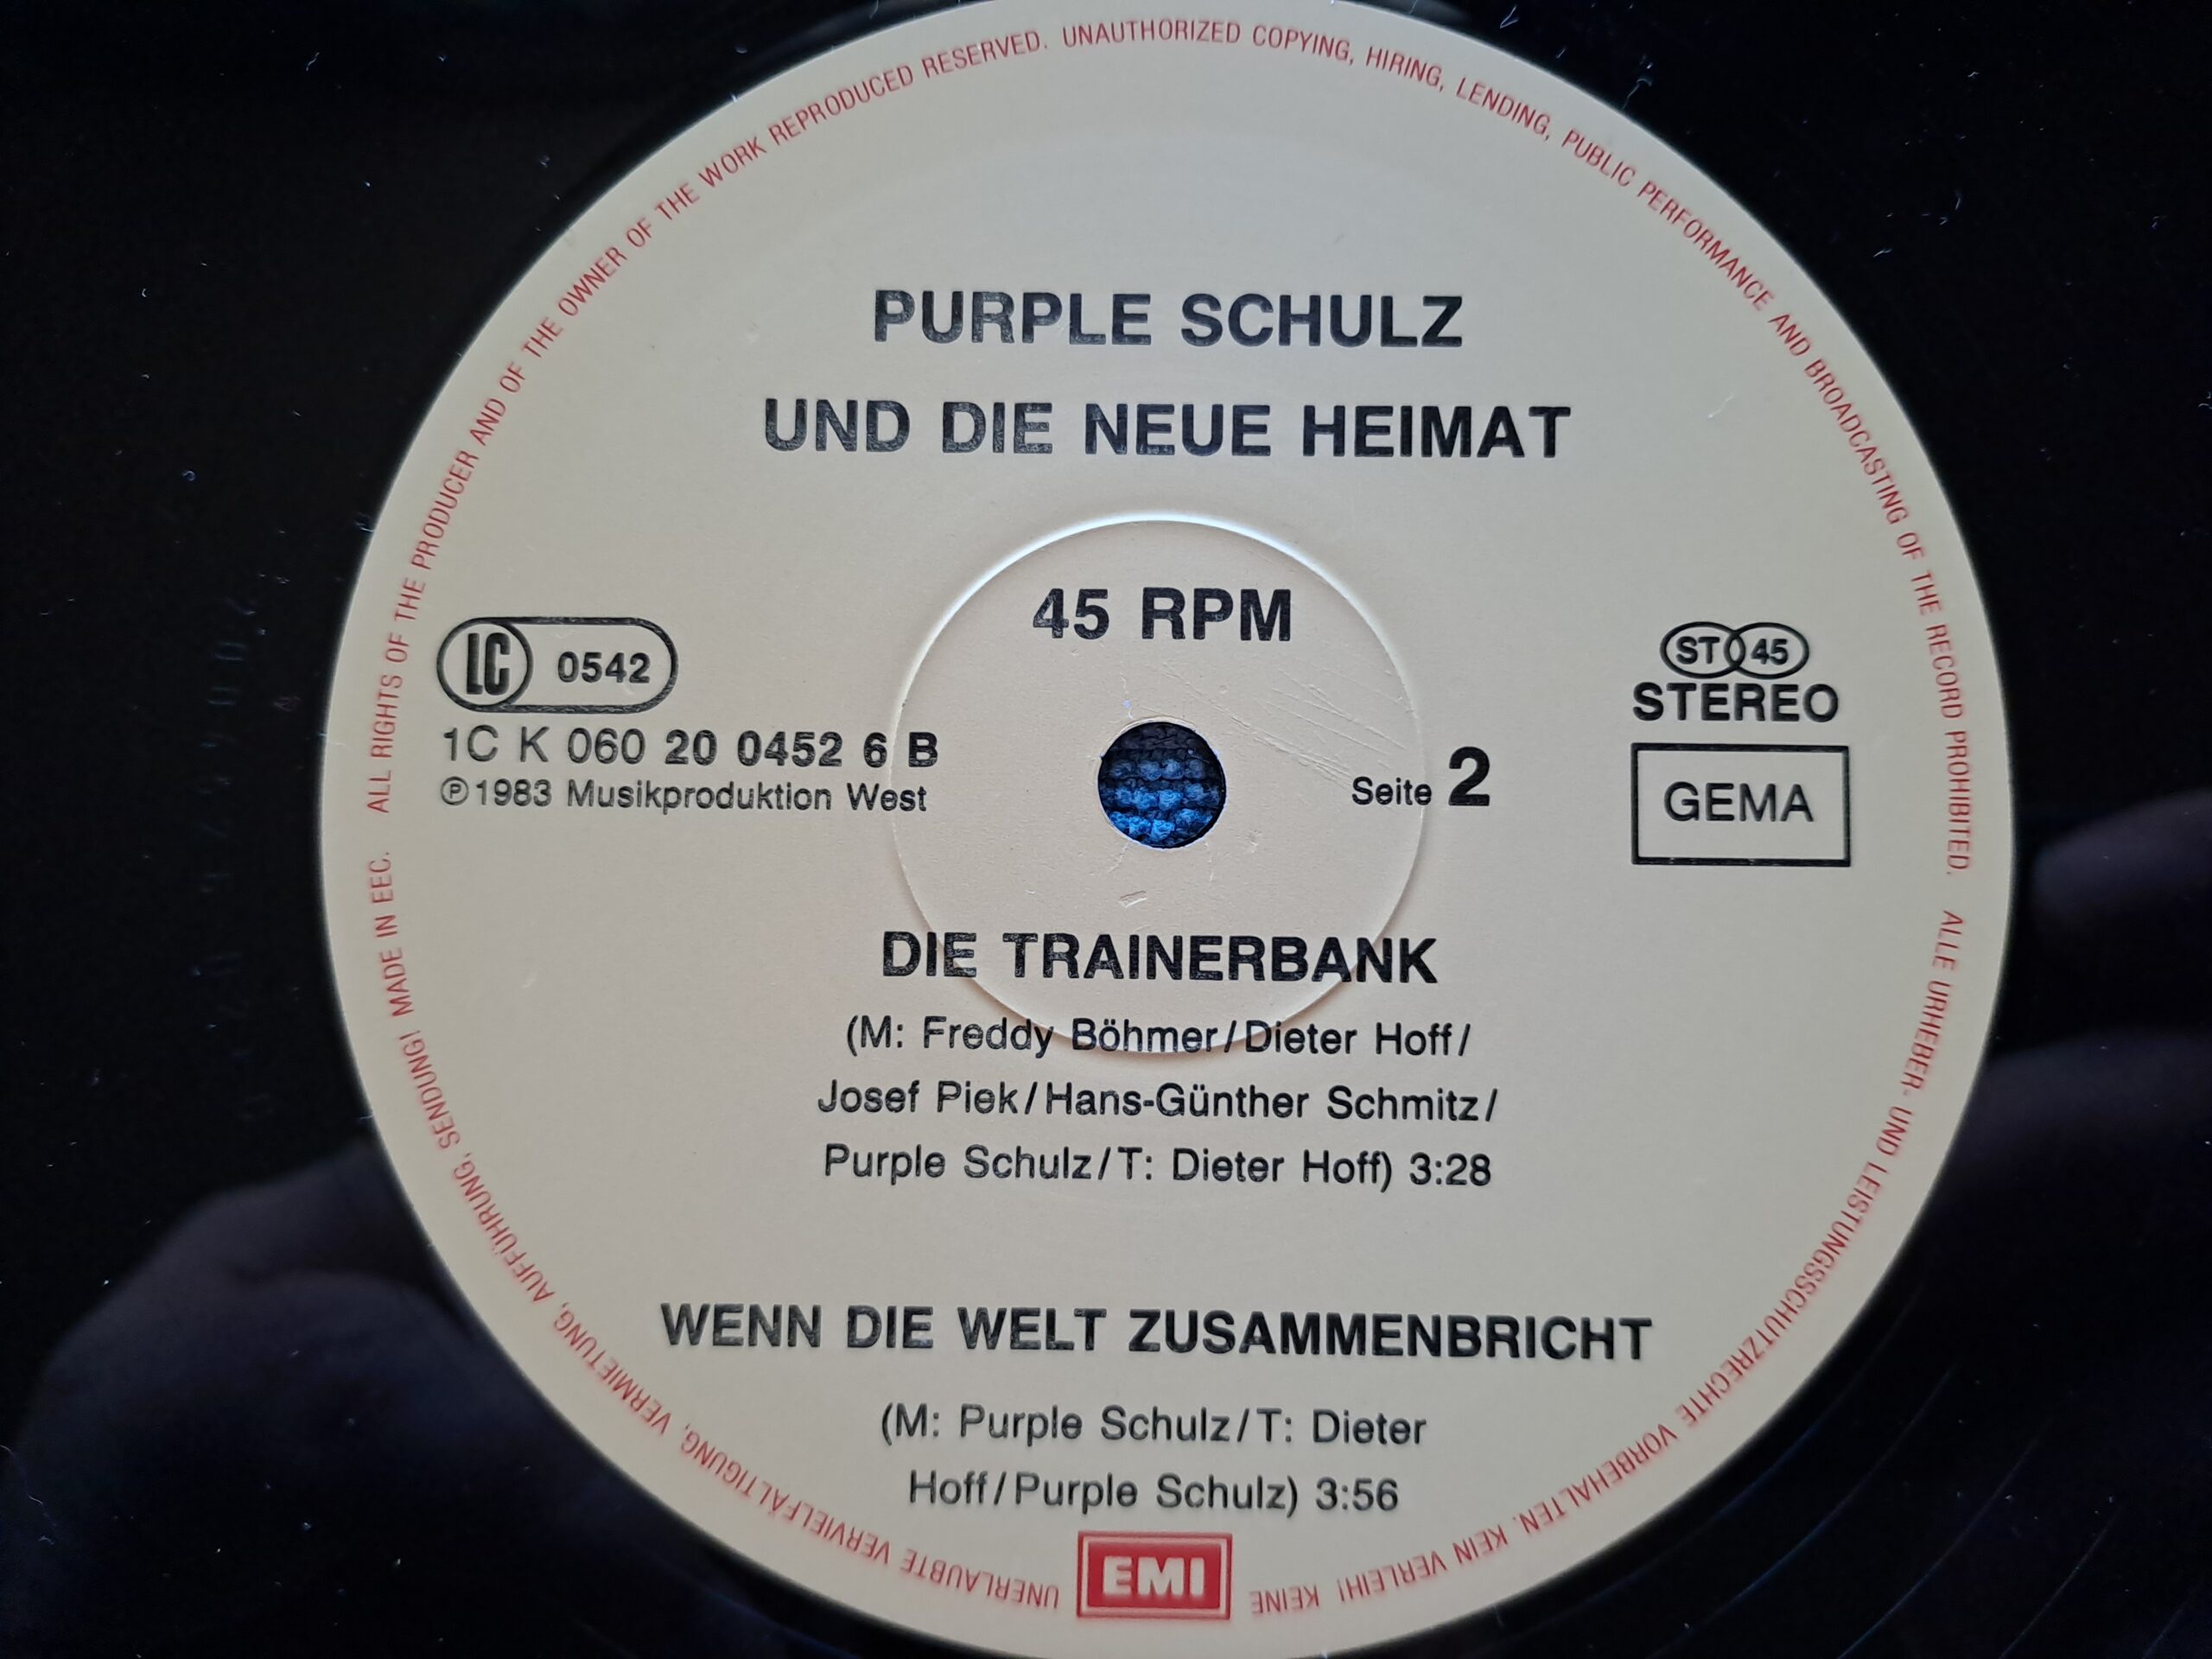 ALL RIGHTS OF THE PRODUCER AND OF THE OWNER OF THE WORK REPRODUCED RESERVED. UNAUTHORIZED COPYING, HIRING, LENDING, PUBLIC PERFORMANCE AND BROADCASTING OF THE RECORD PROHIBITED.
PURPLE SCHULZ
UND DIE NEUE HEIMAT
45 RPM
LC 0542
1C K 060 20 0452 6 B
℗1983 Musikproduktion West
ST 45
STEREO
GEMA
Seite 2
DIE TRAINERBANK
(M: Freddy Böhmer/Dieter Hoff/
Josef Piek/Hans-Günther Schmitz/
Purple Schulz/T: Dieter Hoff) 3:28
WENN DIE WELT ZUSAMMENBRICHT
(M: Purple Schulz/T: Dieter
Hoff/Purple Schulz) 3:56
EMI
ALLE URHEBER- UND LEISTUNGSSCHUTZRECHTE VORBEHALTEN. KEIN VERLEIH! KEINE UNERLAUBTE VERVIELFÄLTIGUNG, VERMIETUNG, AUFFÜHRUNG, SENDUNG! MADE IN EEC.